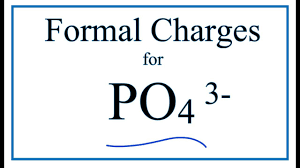 Formal Charges
for
PO₄ ³⁻